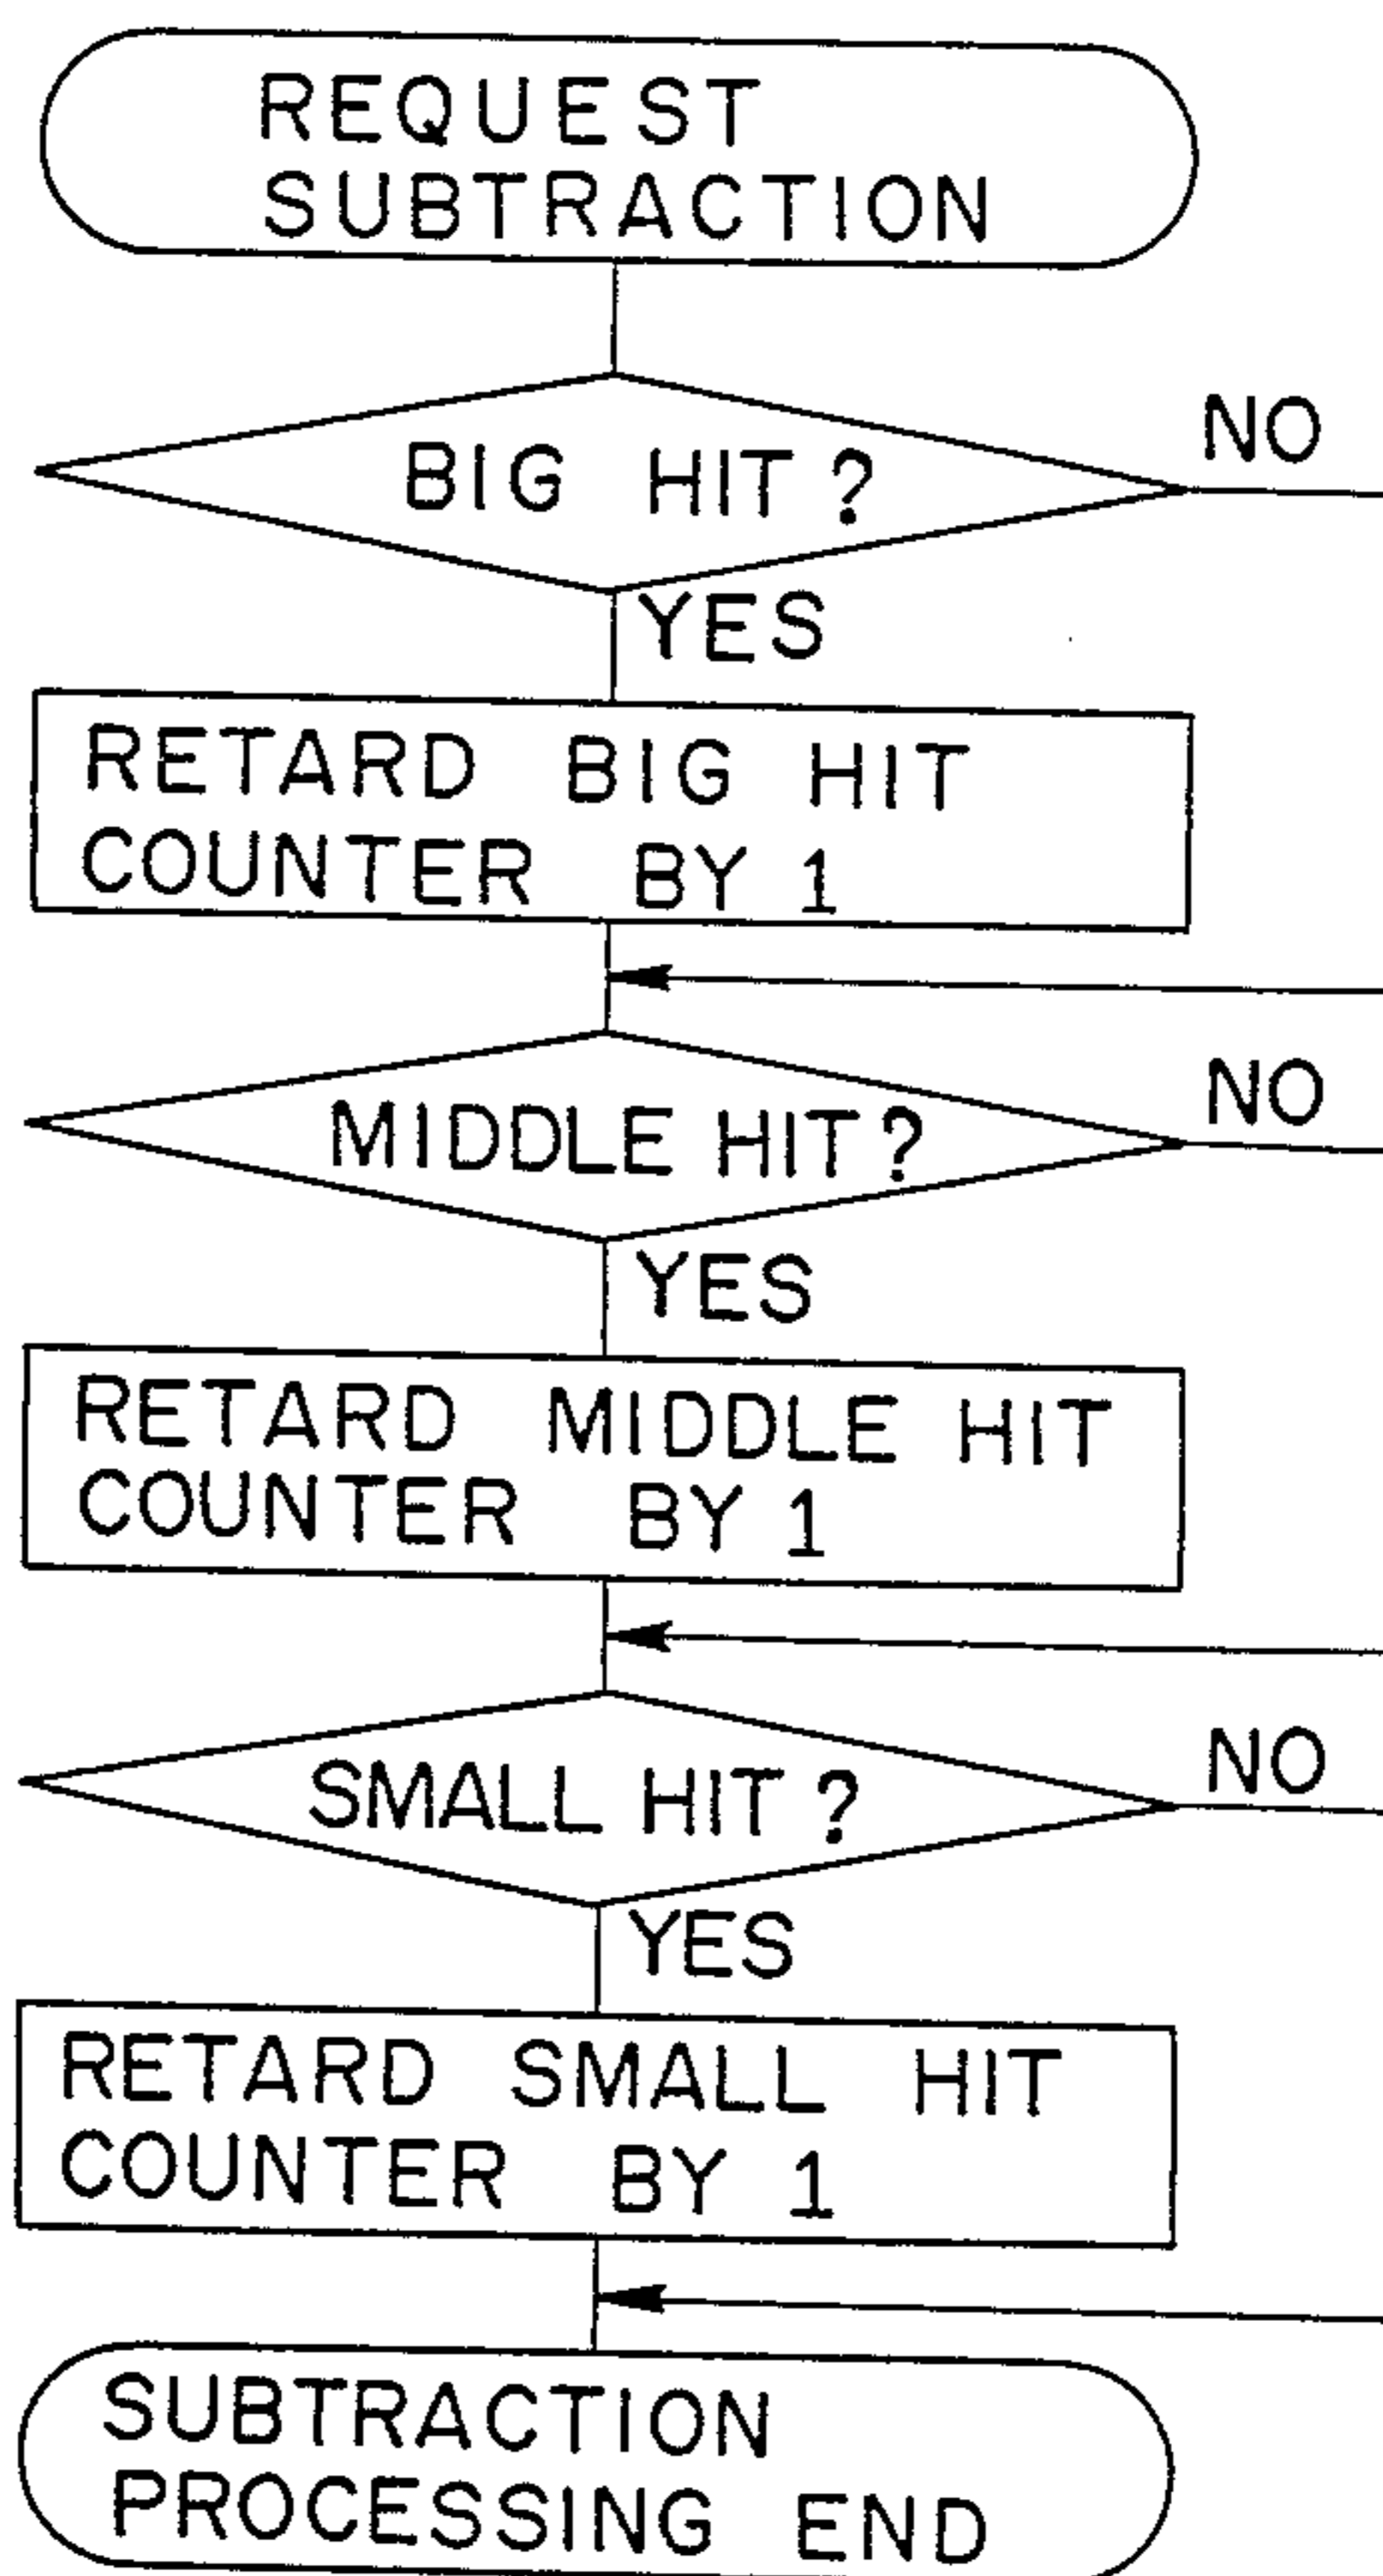 REQUEST
SUBTRACTION
BIG HIT?
NO
YES
RETARD BIG HIT
COUNTER BY 1
MIDDLE HIT?
NO
YES
RETARD MIDDLE HIT
COUNTER BY 1
SMALL HIT?
NO
YES
RETARD SMALL HIT
COUNTER BY 1
SUBTRACTION
PROCESSING END